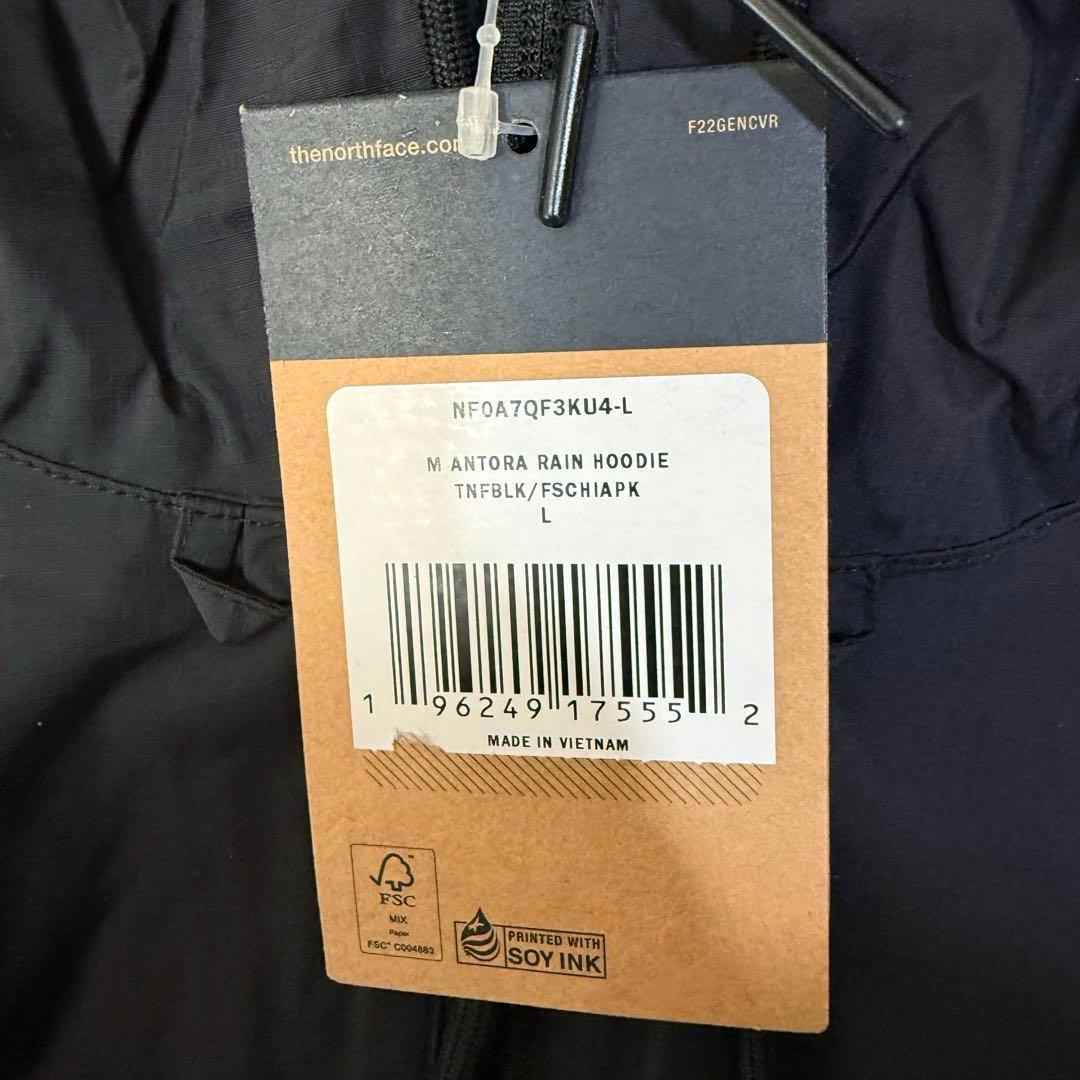 thenorthface.com
F22GENCVR
NF0A7QF3KU4-L
M ANTORA RAIN HOODIE
TNFBLK/FSCHIAPK
L
1 96249 17555 2
MADE IN VIETNAM
FSC™
MIX
Paper
FSC® C004883
PRINTED WITH
SOY INK